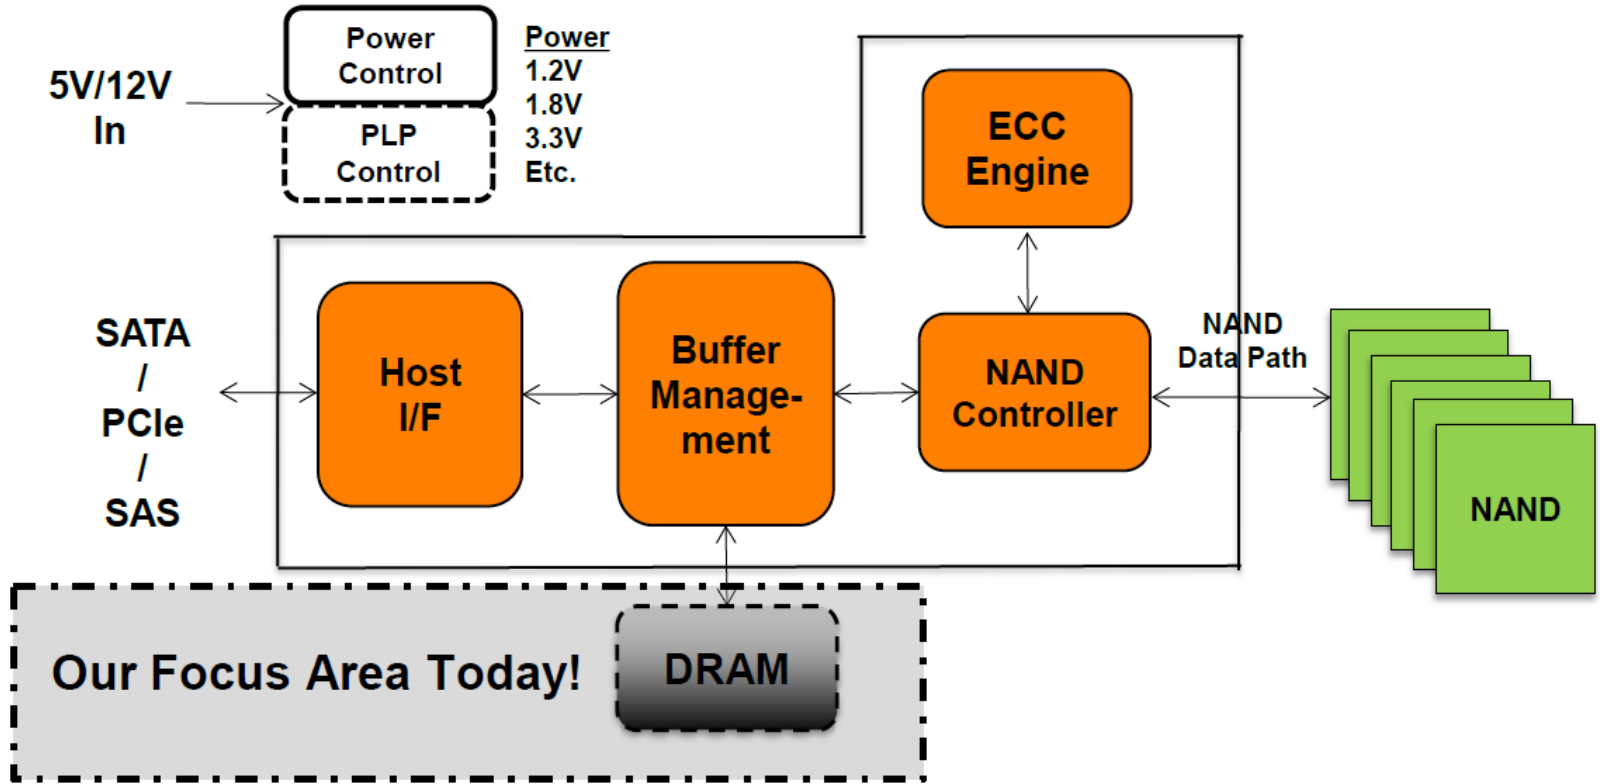 Power
Control
PLP
Control
5V/12V
In
Power
1.2V
1.8V
3.3V
Etc.
ECC
Engine
SATA
/
PCIe
/
SAS
Host
I/F
Buffer
Manage-
ment
NAND
Controller
NAND
Data Path
NAND
Our Focus Area Today!
DRAM